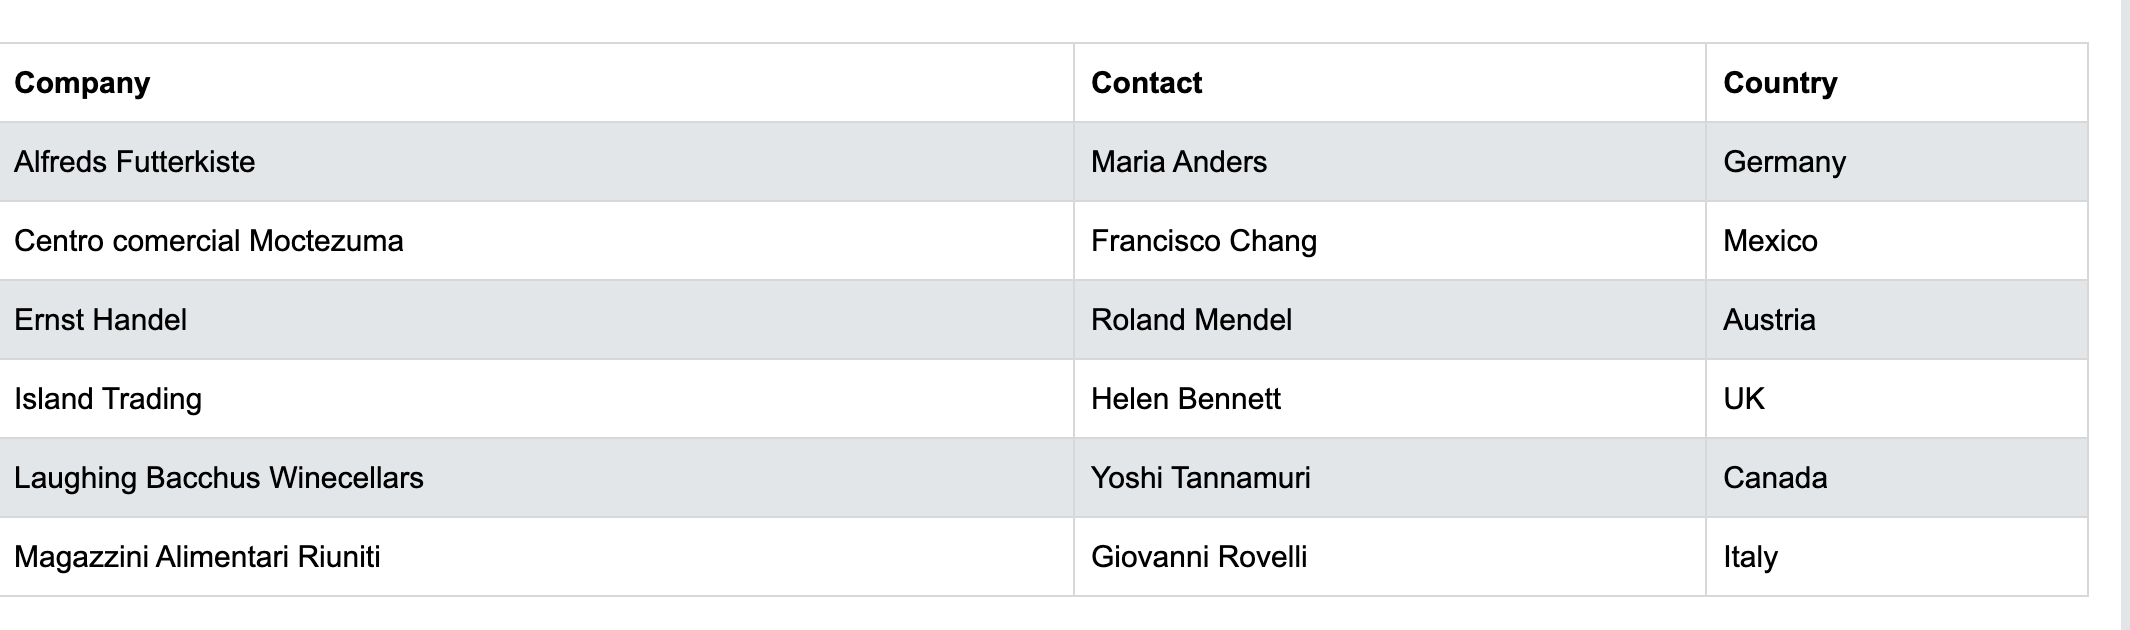 Company Contact Country
Alfreds Futterkiste Maria Anders Germany
Centro comercial Moctezuma Francisco Chang Mexico
Ernst Handel Roland Mendel Austria
Island Trading Helen Bennett UK
Laughing Bacchus Winecellars Yoshi Tannamuri Canada
Magazzini Alimentari Riuniti Giovanni Rovelli Italy